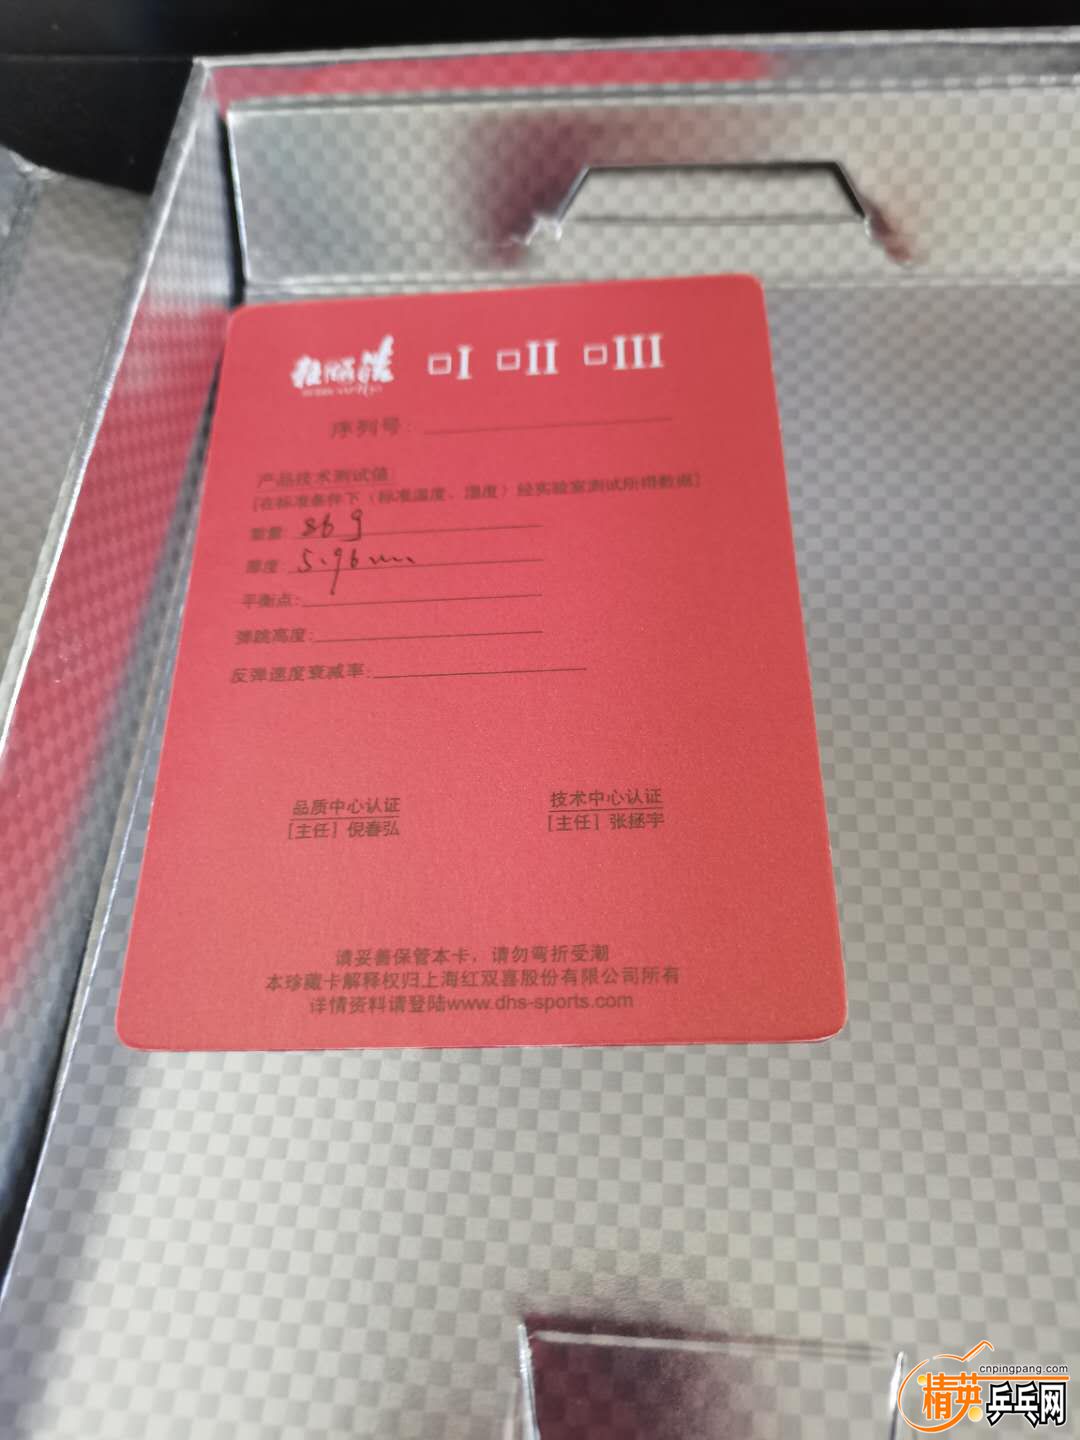 狂飚浩 □I □II □III
序列号:
产品技术测试值
[在标准条件下（标准温度、湿度）经实验室测试所得数据]
重量: 86g
厚度: 5.96mm
平衡点:
弹跳高度:
反弹速度衰减率:
品质中心认证 技术中心认证
[主任] 倪春弘 [主任] 张拯宇
请妥善保管本卡，请勿弯折受潮
本珍藏卡解释权归上海红双喜股份有限公司所有
详情资料请登陆www.dhs-sports.com
cnpingpang.com
精英乒乓网